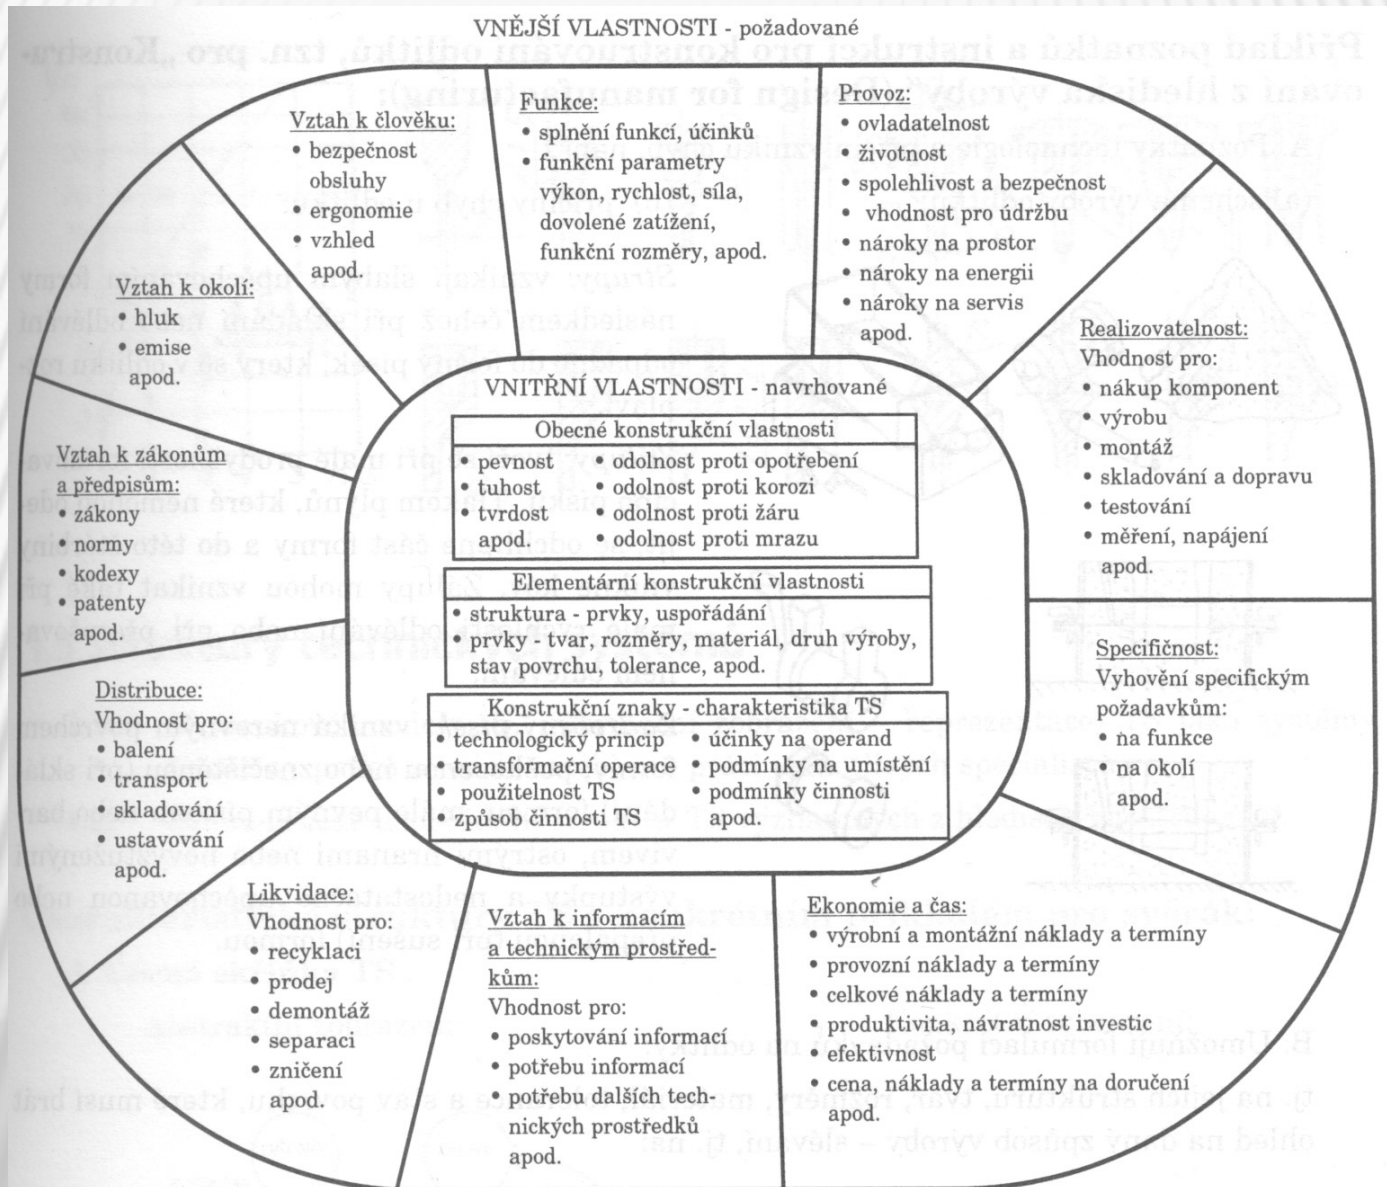 VNĚJŠÍ VLASTNOSTI - požadované
Vztah k člověku:
• bezpečnost
obsluhy
• ergonomie
• vzhled
apod.
Funkce:
• splnění funkcí, účinků
• funkční parametry
výkon, rychlost, síla,
dovolené zatížení,
funkční rozměry, apod.
Provoz:
• ovladatelnost
• životnost
• spolehlivost a bezpečnost
• vhodnost pro údržbu
• nároky na prostor
• nároky na energii
• nároky na servis
apod.
Realizovatelnost:
Vhodnost pro:
• nákup komponent
• výrobu
• montáž
• skladování a dopravu
• testování
• měření, napájení
apod.
Specifičnost:
Vyhovění specifickým
požadavkům:
• na funkce
• na okolí
apod.
Ekonomie a čas:
• výrobní a montážní náklady a termíny
• provozní náklady a termíny
• celkové náklady a termíny
• produktivita, návratnost investic
• efektivnost
• cena, náklady a termíny na doručení
apod.
Vztah k informacím
a technickým prostřed-
kům:
Vhodnost pro:
• poskytování informací
• potřebu informací
• potřebu dalších tech-
nických prostředků
apod.
Likvidace:
Vhodnost pro:
• recyklaci
• prodej
• demontáž
• separaci
• zničení
apod.
Distribuce:
Vhodnost pro:
• balení
• transport
• skladování
• ustavování
apod.
Vztah k zákonům
a předpisům:
• zákony
• normy
• kodexy
• patenty
apod.
Vztah k okolí:
• hluk
• emise
apod.
VNITŘNÍ VLASTNOSTI - navrhované
Obecné konstrukční vlastnosti
• pevnost
• tuhost
• tvrdost
apod.
• odolnost proti opotřebení
• odolnost proti korozi
• odolnost proti žáru
• odolnost proti mrazu
Elementární konstrukční vlastnosti
• struktura - prvky, uspořádání
• prvky - tvar, rozměry, materiál, druh výroby,
stav povrchu, tolerance, apod.
Konstrukční znaky - charakteristika TS
• technologický princip
• transformační operace
• použitelnost TS
• způsob činnosti TS
• účinky na operand
• podmínky na umístění
• podmínky činnosti
apod.